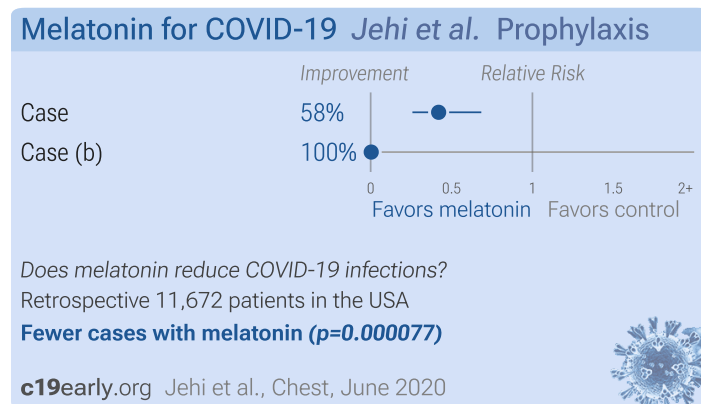 Melatonin for COVID-19 Jehi et al. Prophylaxis
Improvement Relative Risk
Case 58%
Case (b) 100%
0 0.5 1 1.5 2+
Favors melatonin Favors control
Does melatonin reduce COVID-19 infections?
Retrospective 11,672 patients in the USA
Fewer cases with melatonin (p=0.000077)
c19early.org Jehi et al., Chest, June 2020